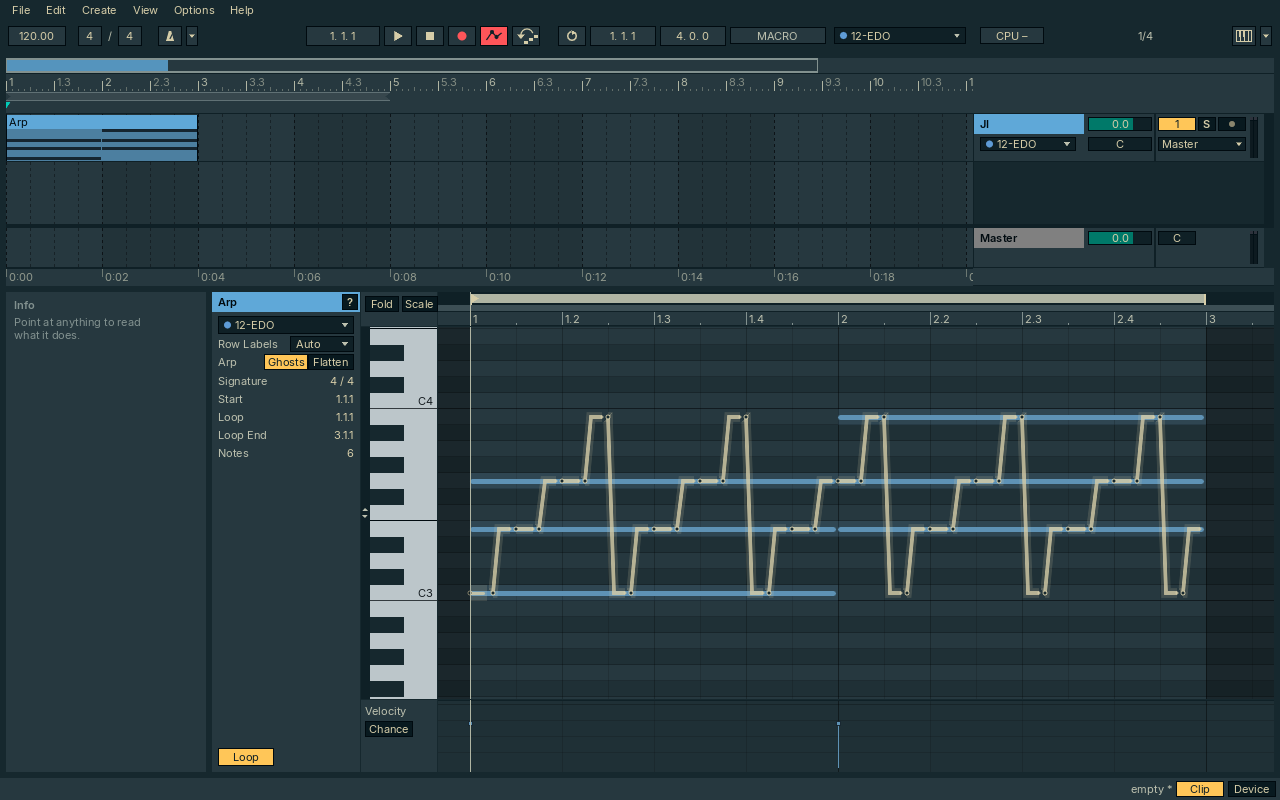 File Edit Create View Options Help
120.00 4 / 4 1. 1. 1 1. 1. 1 4. 0. 0 MACRO 12-EDO CPU – 1/4
1 1.3 2 2.3 3 3.3 4 4.3 5 5.3 6 6.3 7 7.3 8 8.3 9 9.3 10 10.3 1
Arp
JI 0.0 1 S
12-EDO C Master
Master 0.0 C
0:00 0:02 0:04 0:06 0:08 0:10 0:12 0:14 0:16 0:18
Info
Point at anything to read
what it does.
Arp ?
12-EDO
Row Labels Auto
Arp Ghosts Flatten
Signature 4 / 4
Start 1.1.1
Loop 1.1.1
Loop End 3.1.1
Notes 6
Loop
Fold Scale
1 1.2 1.3 1.4 2 2.2 2.3 2.4 3
C4
C3
Velocity
Chance
empty * Clip Device